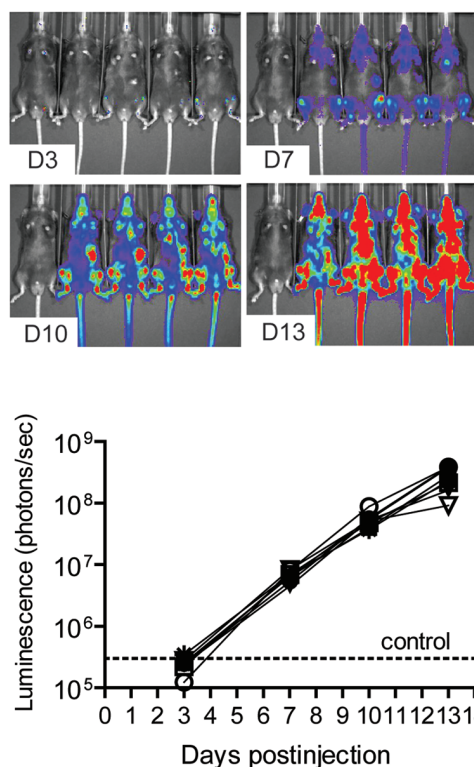 D3
D7
D10
D13
Luminescence (photons/sec)
10⁹
10⁸
10⁷
10⁶
10⁵
control
0 1 2 3 4 5 6 7 8 9 10 11 12 13 1
Days postinjection